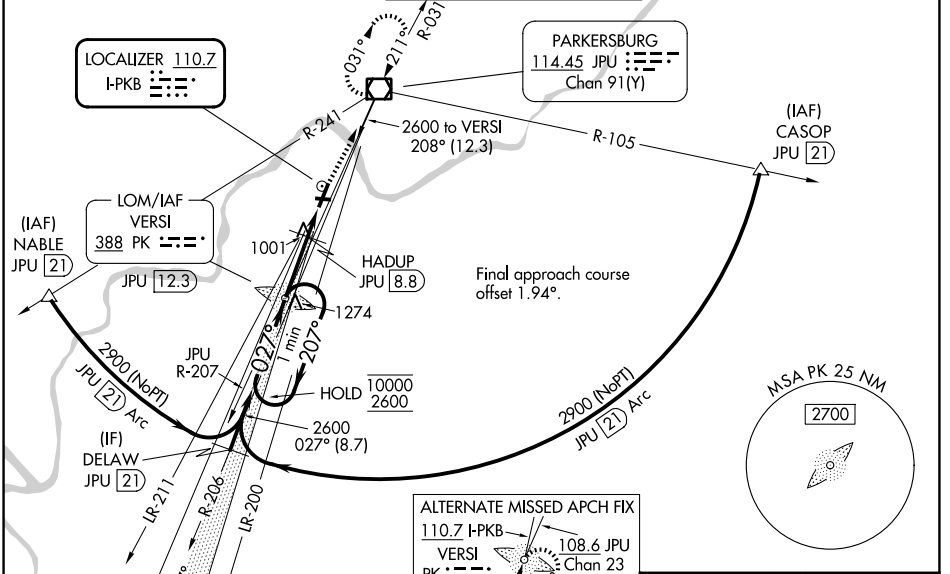 R-031
031°
211°
LOCALIZER 110.7
I-PKB
PARKERSBURG
114.45 JPU
Chan 91(Y)
R-241
2600 to VERSI
208° (12.3)
R-105
(IAF)
CASOP
JPU 21
LOM/IAF
VERSI
388 PK
JPU 12.3
(IAF)
NABLE
JPU 21
1001
HADUP
JPU 8.8
1274
Final approach course
offset 1.94°.
027°
1 min
207°
JPU
R-207
HOLD 10000
2600
2900 (NoPT)
JPU 21 Arc
2600
027° (8.7)
(IF)
DELAW
JPU 21
2900 (NoPT)
JPU 21 Arc
LR-211
R-206
LR-200
MSA PK 25 NM
2700
ALTERNATE MISSED APCH FIX
110.7 I-PKB
VERSI
108.6 JPU
Chan 23